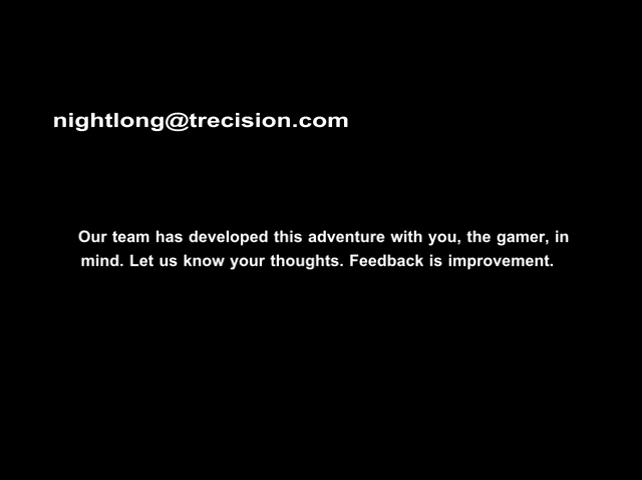 nightlong@trecision.com
Our team has developed this adventure with you, the gamer, in
mind. Let us know your thoughts. Feedback is improvement.